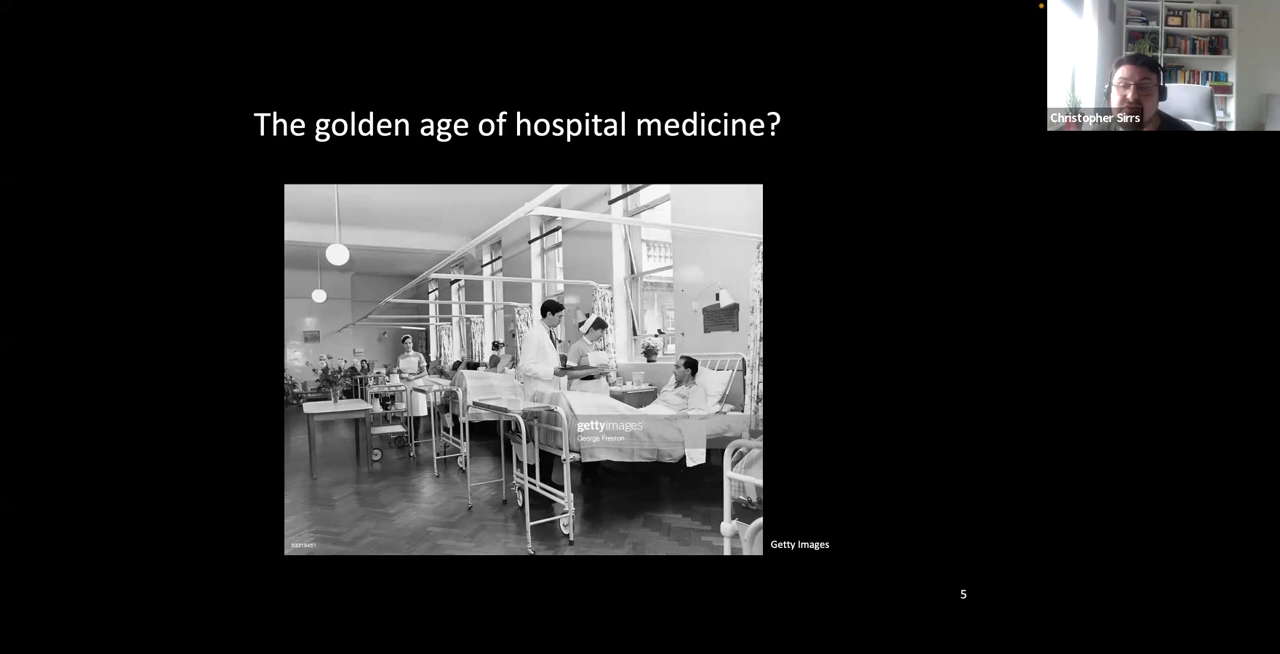 The golden age of hospital medicine?
Christopher Sirrs
gettyimages
George Freston
Getty Images
5